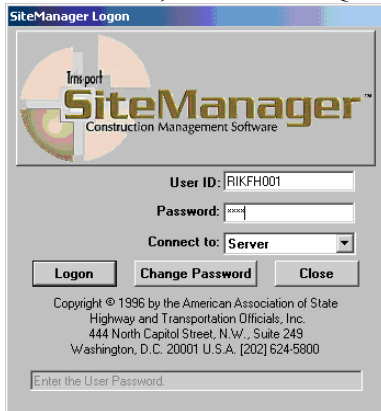 SiteManager Logon
Trns·port
SiteManager™
Construction Management Software
User ID: RIKFH001
Password: ××××
Connect to: Server
Logon Change Password Close
Copyright © 1996 by the American Association of State
Highway and Transportation Officials, Inc.
444 North Capitol Street, N.W., Suite 249
Washington, D.C. 20001 U.S.A. [202] 624-5800
Enter the User Password.